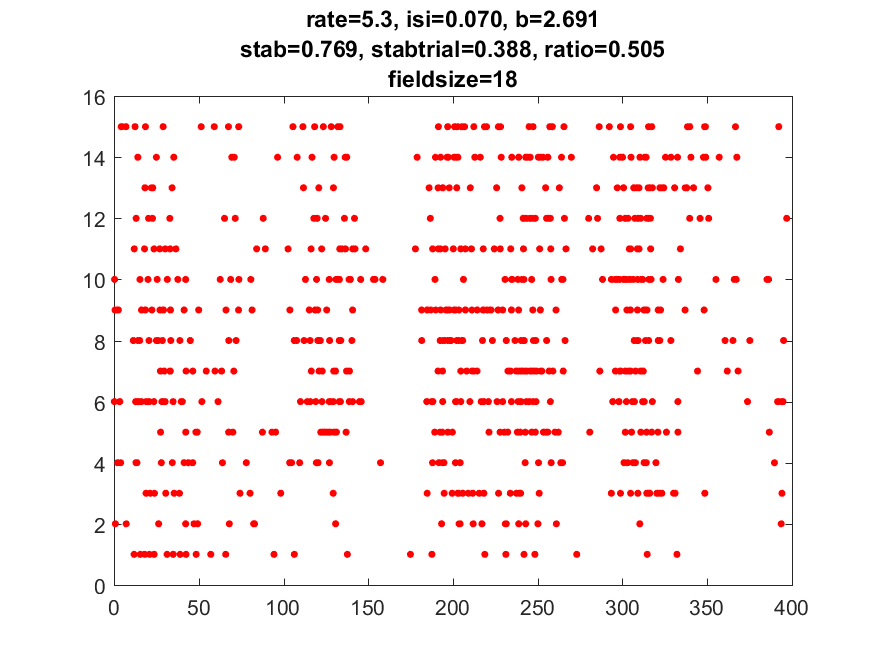 rate=5.3, isi=0.070, b=2.691
stab=0.769, stabtrial=0.388, ratio=0.505
fieldsize=18
16
14
12
10
8
6
4
2
0
0 50 100 150 200 250 300 350 400